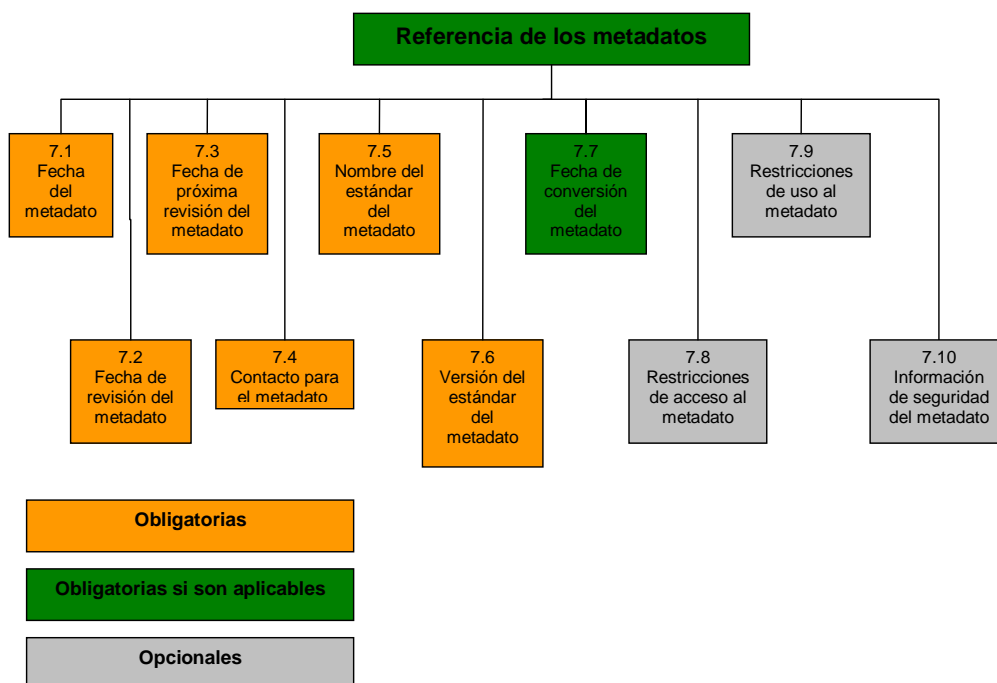 Referencia de los metadatos
7.1
Fecha
del
metadato
7.3
Fecha de
próxima
revisión del
metadato
7.5
Nombre del
estándar
del
metadato
7.7
Fecha de
conversión
del
metadato
7.9
Restricciones
de uso al
metadato
7.2
Fecha de
revisión del
metadato
7.4
Contacto para
el metadato
7.6
Versión del
estándar
del
metadato
7.8
Restricciones
de acceso al
metadato
7.10
Información
de seguridad
del metadato
Obligatorias
Obligatorias si son aplicables
Opcionales